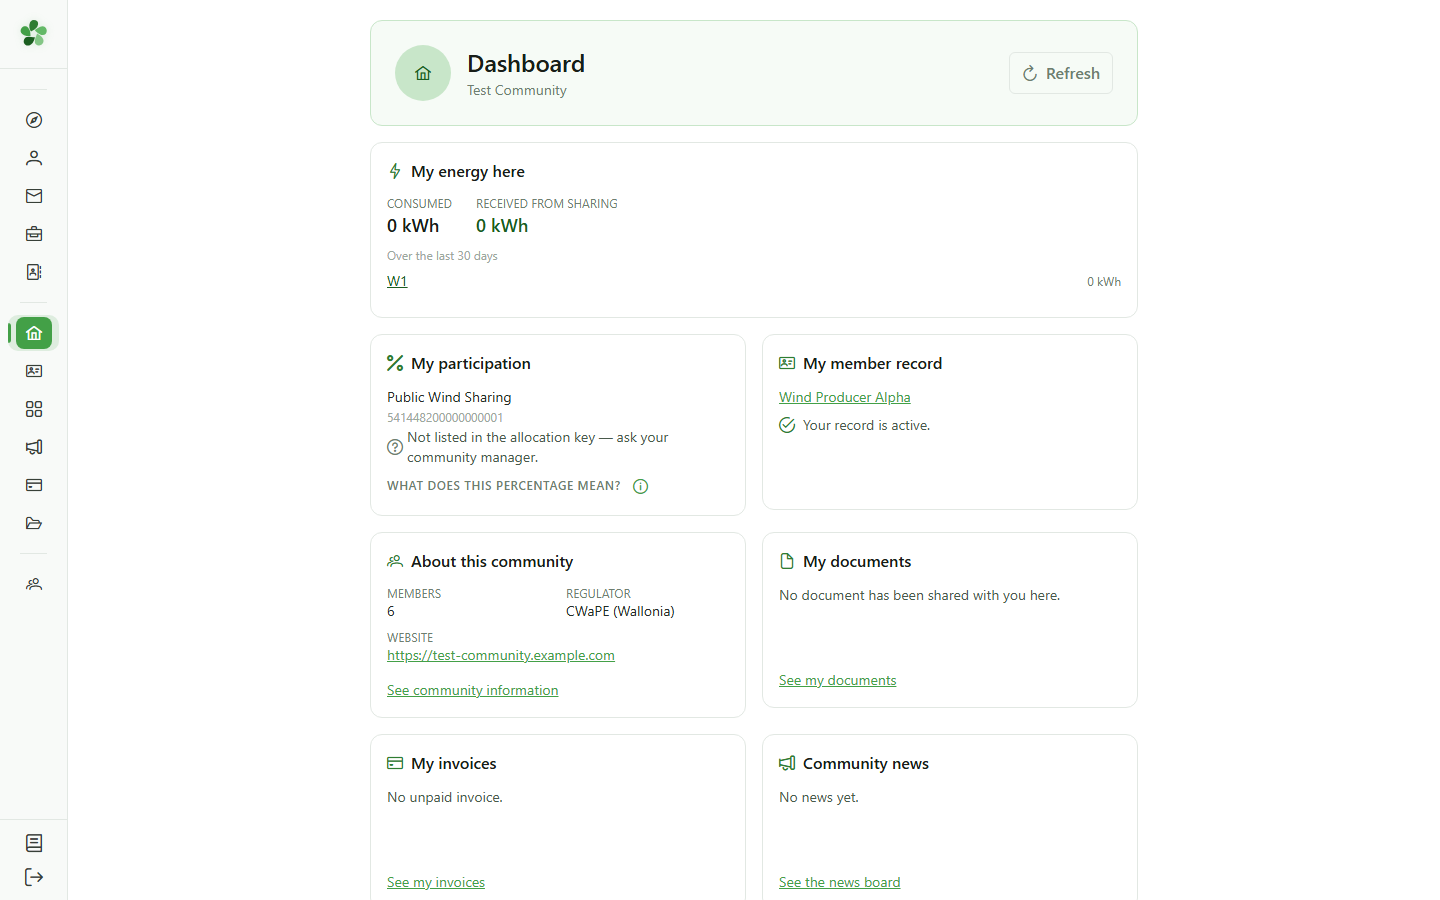 Dashboard
Test Community
Refresh
My energy here
CONSUMED
RECEIVED FROM SHARING
0 kWh
0 kWh
Over the last 30 days
W1
0 kWh
My participation
Public Wind Sharing
541448200000000001
Not listed in the allocation key — ask your
community manager.
WHAT DOES THIS PERCENTAGE MEAN?
My member record
Wind Producer Alpha
Your record is active.
About this community
MEMBERS
REGULATOR
6
CWaPE (Wallonia)
WEBSITE
https://test-community.example.com
See community information
My documents
No document has been shared with you here.
See my documents
My invoices
No unpaid invoice.
See my invoices
Community news
No news yet.
See the news board